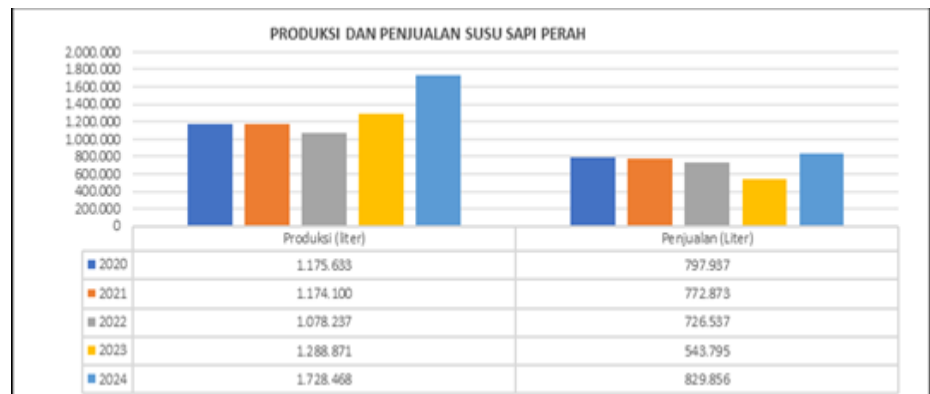 PRODUKSI DAN PENJUALAN SUSU SAPI PERAH
2.000.000
1.800.000
1.600.000
1.400.000
1.200.000
1.000.000
800.000
600.000
400.000
200.000
0
Produksi (liter) Penjualan (Liter)
2020 1.175.633 797.937
2021 1.174.100 772.873
2022 1.078.237 726.537
2023 1.288.871 543.795
2024 1.728.468 829.856